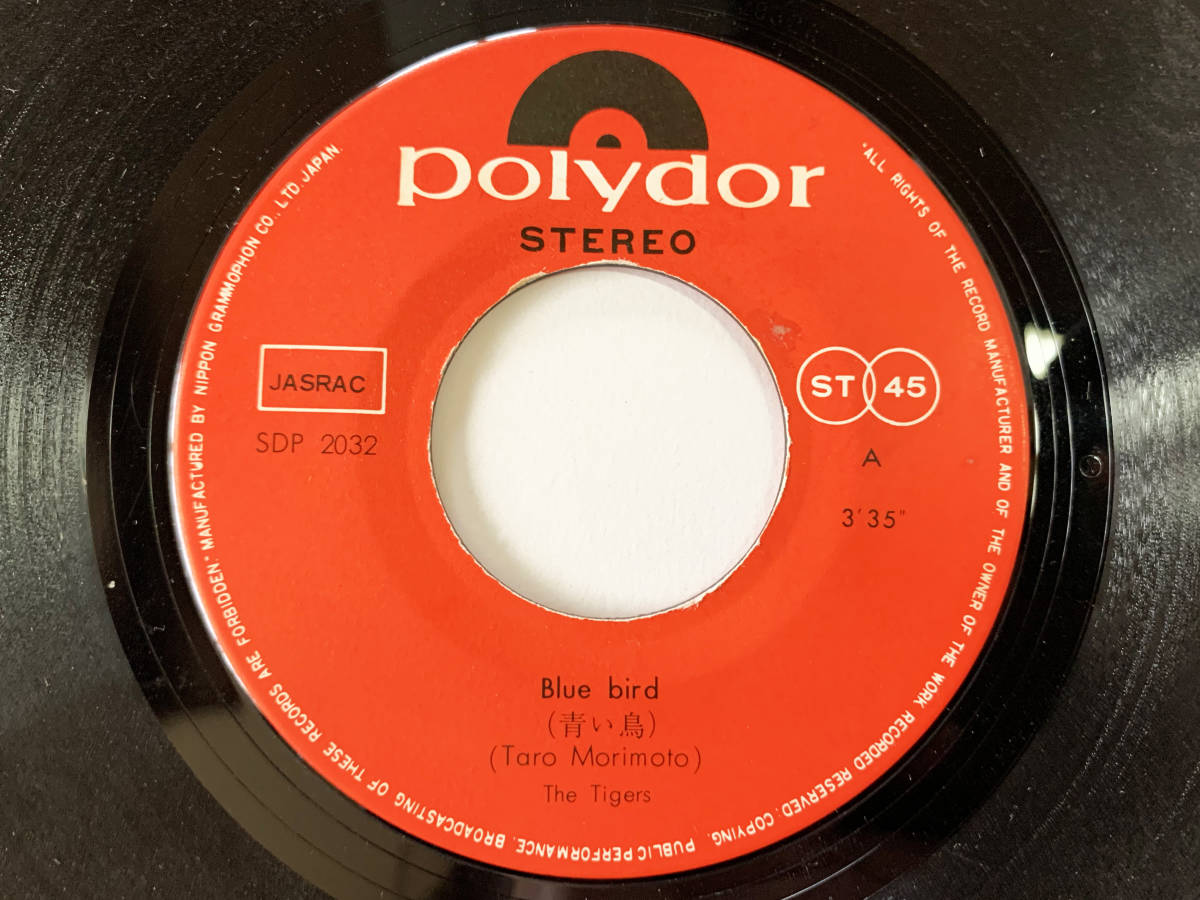 polydor
STEREO
JASRAC
SDP 2032
ST 45
A
3'35"
Blue bird
(青い鳥)
(Taro Morimoto)
The Tigers
"ALL RIGHTS OF THE RECORD MANUFACTURER AND OF THE OWNER OF THE WORK RECORDED RESERVED. COPYING, PUBLIC PERFORMANCE, BROADCASTING OF THESE RECORDS ARE FORBIDDEN." MANUFACTURED BY NIPPON GRAMMOPHON CO., LTD. JAPAN.